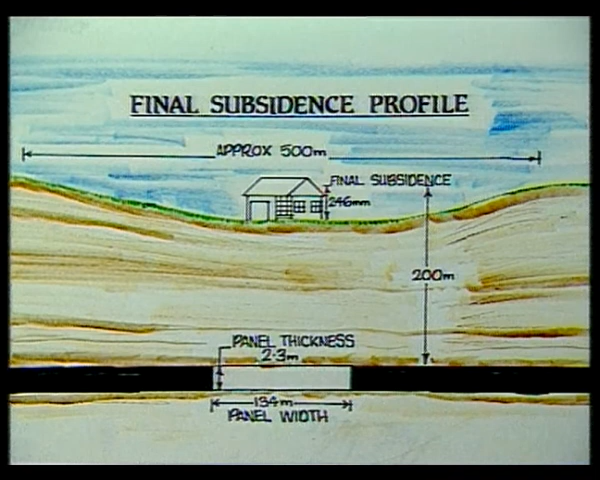 FINAL SUBSIDENCE PROFILE
APPROX 500m
FINAL SUBSIDENCE
246mm
200m
PANEL THICKNESS
2·3m
134m
PANEL WIDTH